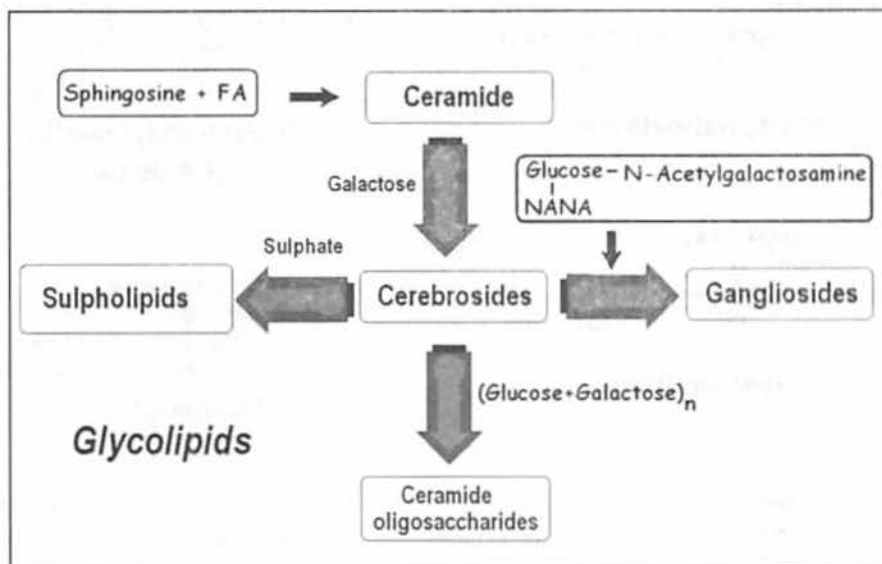 Sphingosine + FA
Ceramide
Galactose
Glucose – N-Acetylgalactosamine
NANA
Sulphate
Sulpholipids
Cerebrosides
Gangliosides
(Glucose+Galactose)n
Glycolipids
Ceramide
oligosaccharides